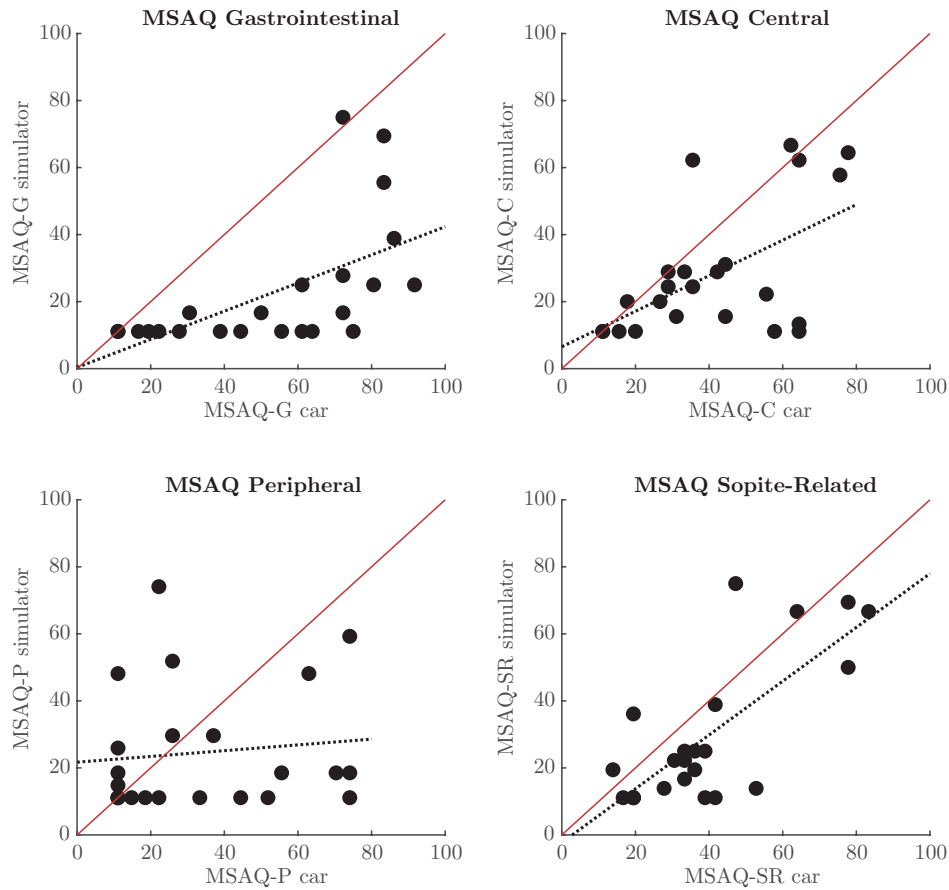 MSAQ Gastrointestinal
100
80
60
40
20
0
MSAQ-G simulator
0 20 40 60 80 100
MSAQ-G car
MSAQ Central
100
80
60
40
20
0
MSAQ-C simulator
0 20 40 60 80 100
MSAQ-C car
MSAQ Peripheral
100
80
60
40
20
0
MSAQ-P simulator
0 20 40 60 80 100
MSAQ-P car
MSAQ Sopite-Related
100
80
60
40
20
0
MSAQ-SR simulator
0 20 40 60 80 100
MSAQ-SR car